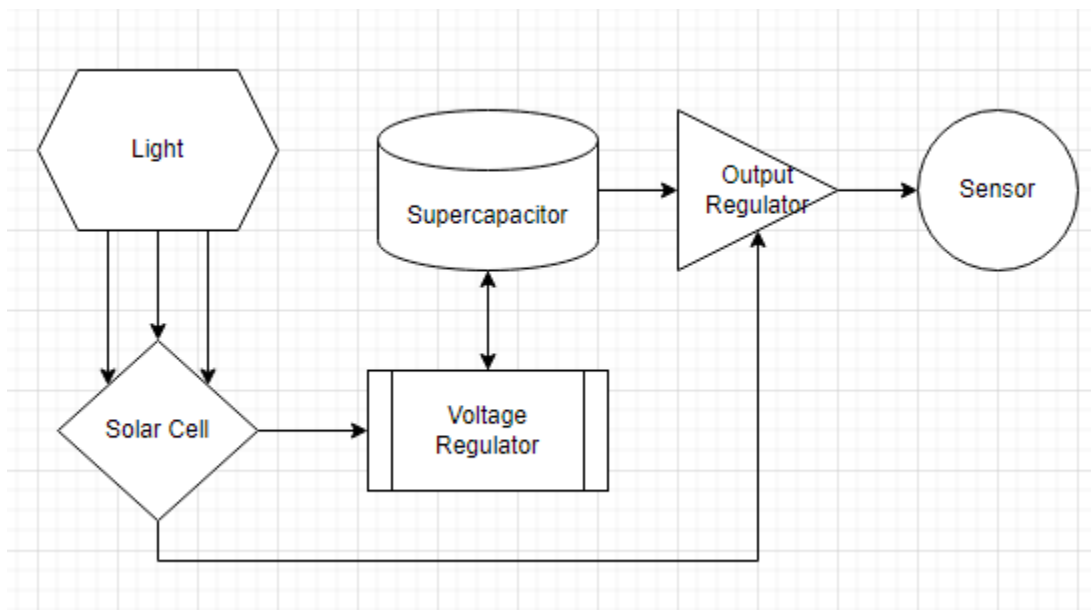 Light
Supercapacitor
Output
Regulator
Sensor
Solar Cell
Voltage
Regulator